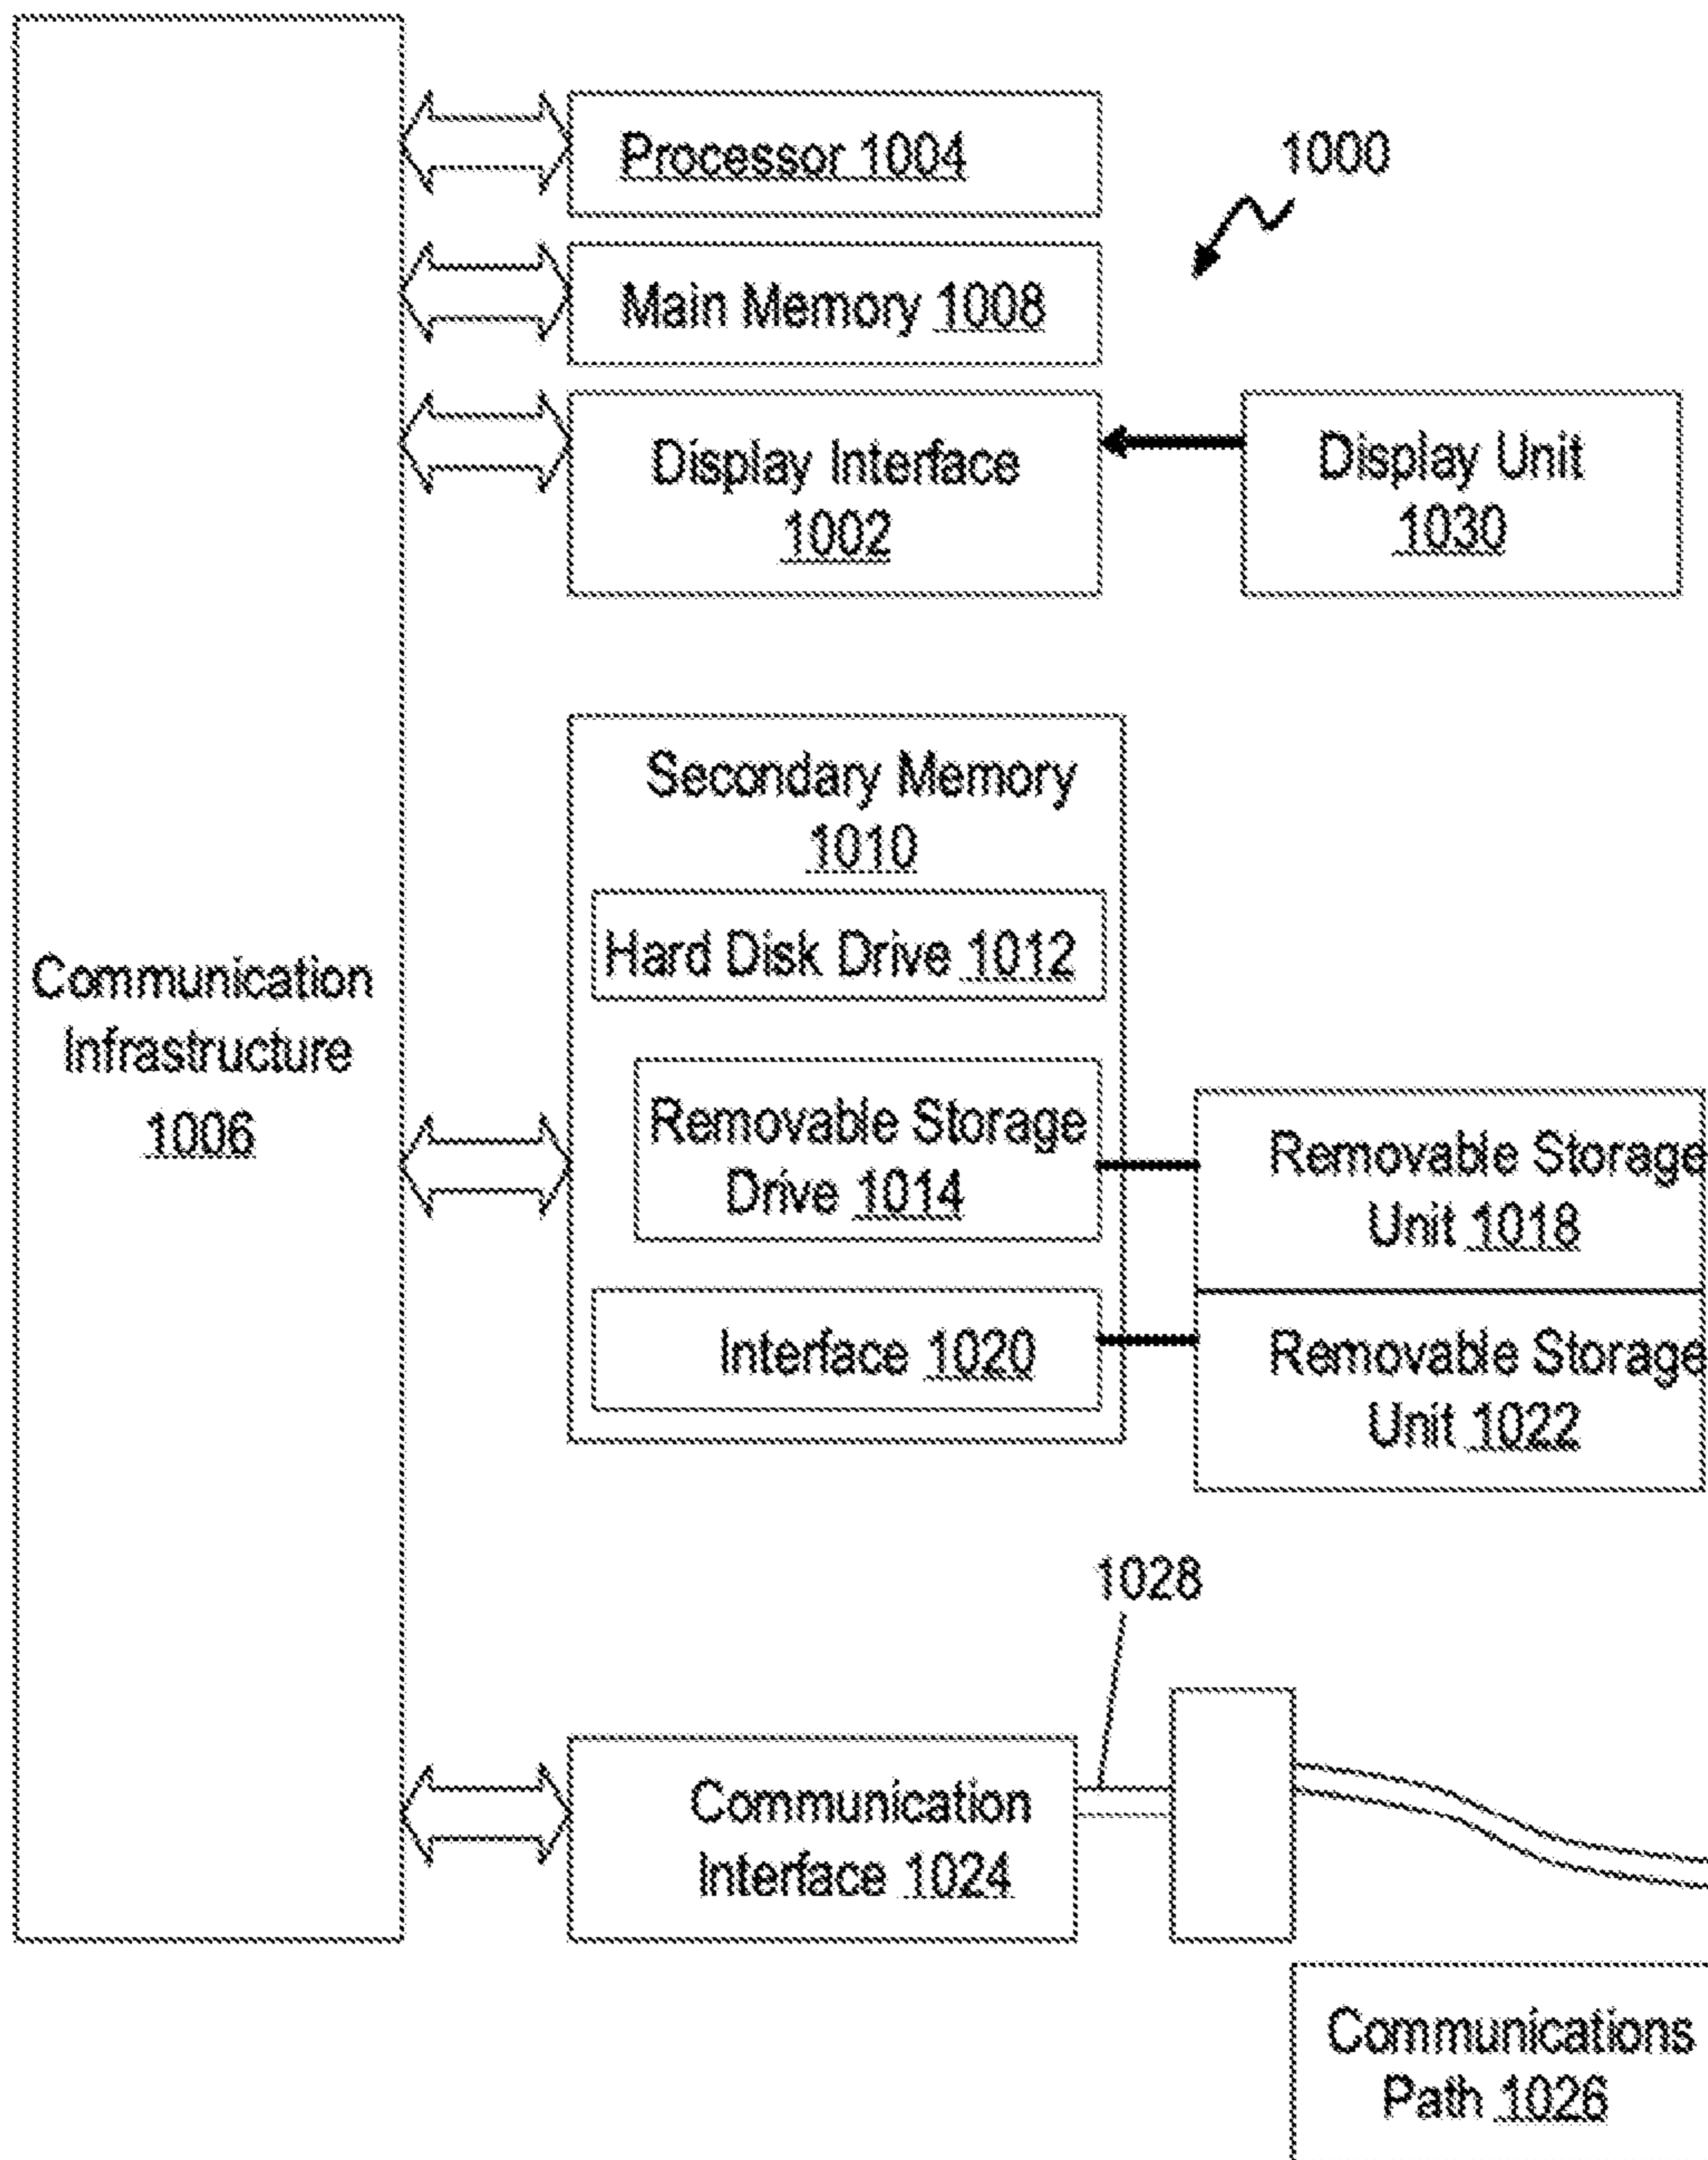 Processor 1004
1000
Main Memory 1008
Display Interface
1002
Display Unit
1030
Secondary Memory
1010
Hard Disk Drive 1012
Communication
Infrastructure
1006
Removable Storage
Drive 1014
Removable Storage
Unit 1018
Interface 1020
Removable Storage
Unit 1022
1028
Communication
Interface 1024
Communications
Path 1026